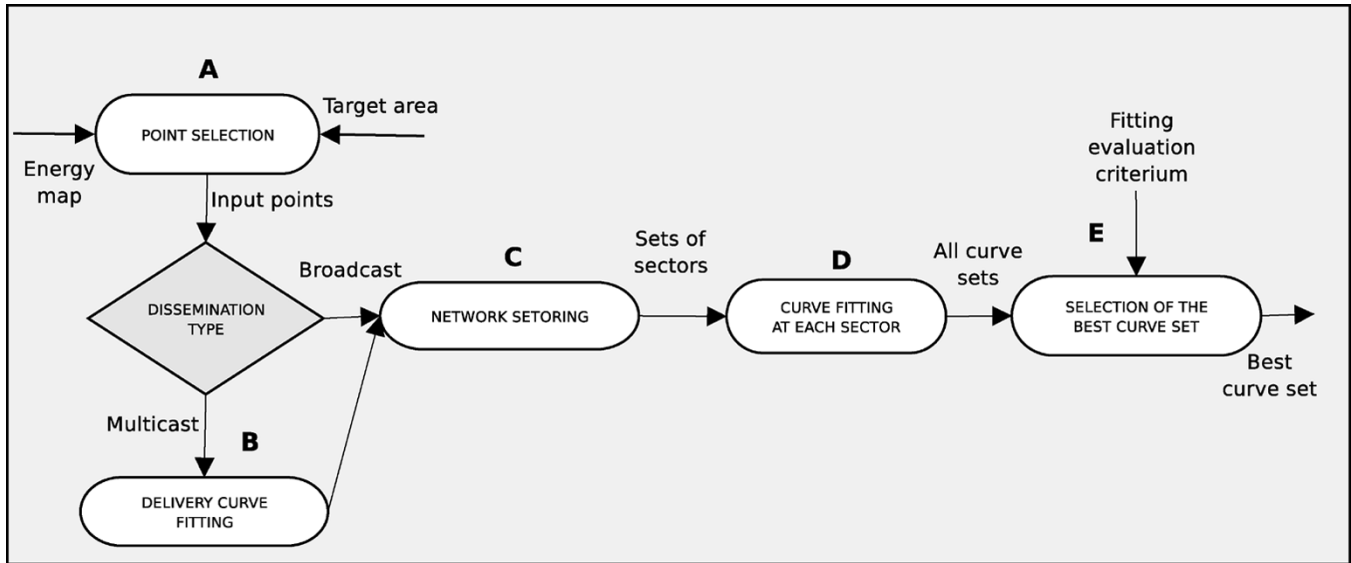 A
Target area
POINT SELECTION
Energy
map
Input points
Fitting
evaluation
criterium
Broadcast
DISSEMINATION
TYPE
C
NETWORK SETORING
Sets of
sectors
D
CURVE FITTING
AT EACH SECTOR
All curve
sets
E
SELECTION OF THE
BEST CURVE SET
Best
curve set
Multicast
B
DELIVERY CURVE
FITTING